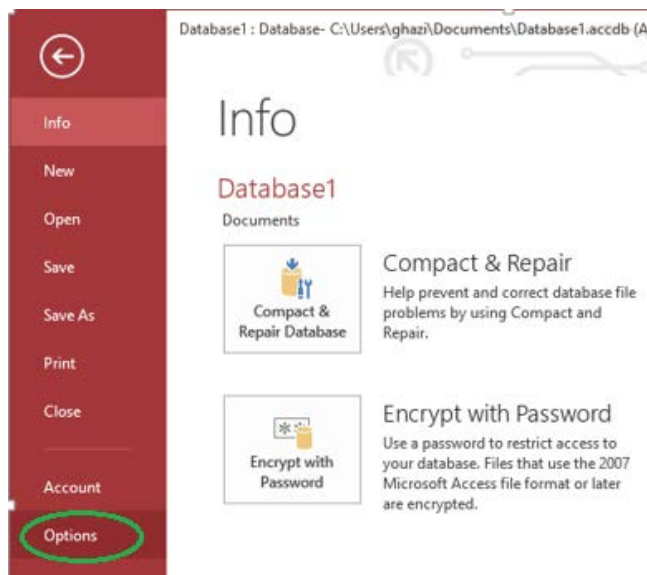 Database1 : Database- C:\Users\ghazi\Documents\Database1.accdb (A
Info
New
Open
Save
Save As
Print
Close
Account
Options
Info
Database1
Documents
Compact &
Repair Database
Compact & Repair
Help prevent and correct database file
problems by using Compact and
Repair.
Encrypt with
Password
Encrypt with Password
Use a password to restrict access to
your database. Files that use the 2007
Microsoft Access file format or later
are encrypted.